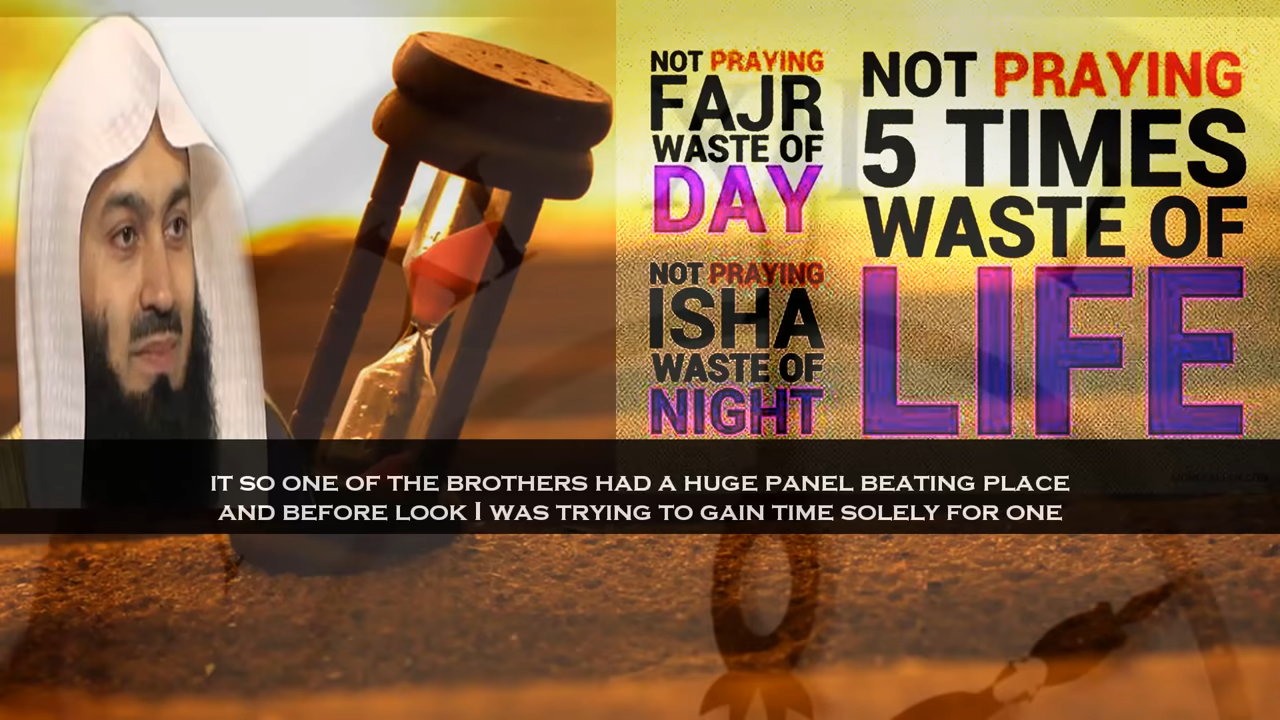 NOT PRAYING
FAJR
WASTE OF
DAY
NOT PRAYING
ISHA
WASTE OF
NIGHT
NOT PRAYING
5 TIMES
WASTE OF
LIFE
IT SO ONE OF THE BROTHERS HAD A HUGE PANEL BEATING PLACE
AND BEFORE LOOK I WAS TRYING TO GAIN TIME SOLELY FOR ONE